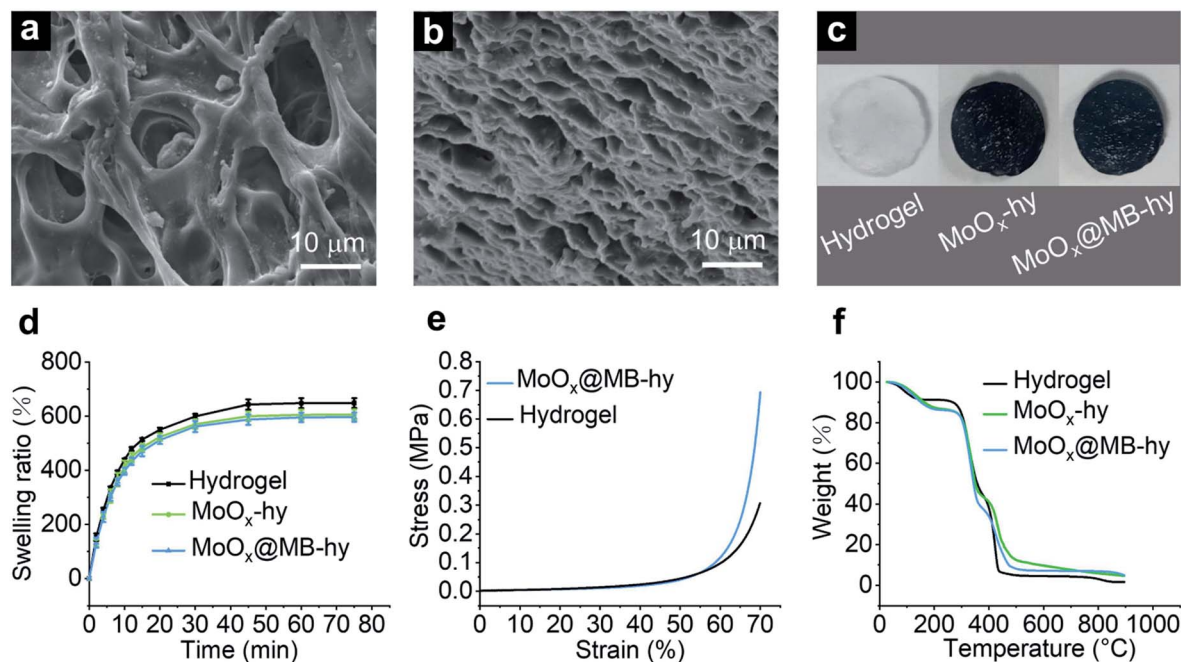 a
10 μm
b
10 μm
c
Hydrogel
MoOₓ-hy
MoOₓ@MB-hy
d
Swelling ratio (%)
800
600
400
200
0
Hydrogel
MoOₓ-hy
MoOₓ@MB-hy
0 10 20 30 40 50 60 70 80
Time (min)
e
Stress (MPa)
0.8
0.7
0.6
0.5
0.4
0.3
0.2
0.1
0.0
MoOₓ@MB-hy
Hydrogel
0 10 20 30 40 50 60 70 80
Strain (%)
f
Weight (%)
100
80
60
40
20
0
Hydrogel
MoOₓ-hy
MoOₓ@MB-hy
0 200 400 600 800 1000
Temperature (°C)